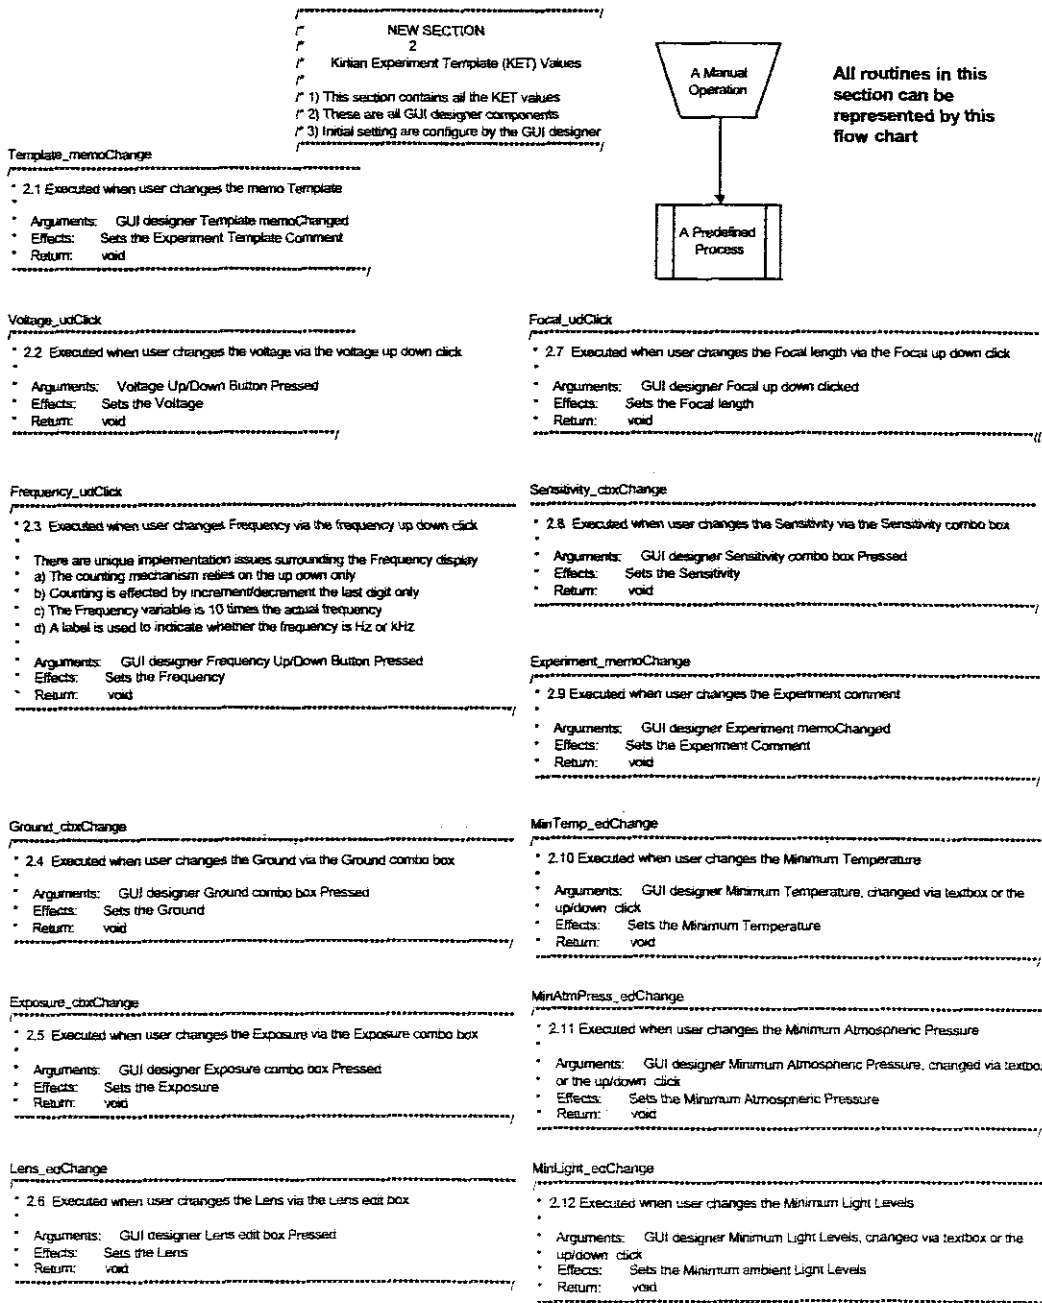 /*******************************************/
/* NEW SECTION
/* 2
/* Kirlian Experiment Template (KET) Values
/*
/* 1) This section contains all the KET values
/* 2) These are all GUI designer components
/* 3) Initial setting are configure by the GUI designer
/*******************************************/
A Manual
Operation
A Predefined
Process
All routines in this
section can be
represented by this
flow chart
Template_memoChange
* 2.1 Executed when user changes the memo Template
*
* Arguments: GUI designer Template memoChanged
* Effects: Sets the Experiment Template Comment
* Return: void
Voltage_udClick
* 2.2 Executed when user changes the voltage via the voltage up down click
*
* Arguments: Voltage Up/Down Button Pressed
* Effects: Sets the Voltage
* Return: void
Frequency_udClick
* 2.3 Executed when user changes Frequency via the frequency up down click
*
* There are unique implementation issues surrounding the Frequency display
* a) The counting mechanism relies on the up down only
* b) Counting is effected by increment/decrement the last digit only
* c) The Frequency variable is 10 times the actual frequency
* d) A label is used to indicate whether the frequency is Hz or kHz
*
* Arguments: GUI designer Frequency Up/Down Button Pressed
* Effects: Sets the Frequency
* Return: void
Ground_cbxChange
* 2.4 Executed when user changes the Ground via the Ground combo box
*
* Arguments: GUI designer Ground combo box Pressed
* Effects: Sets the Ground
* Return: void
Exposure_cbxChange
* 2.5 Executed when user changes the Exposure via the Exposure combo box
*
* Arguments: GUI designer Exposure combo box Pressed
* Effects: Sets the Exposure
* Return: void
Lens_edChange
* 2.6 Executed when user changes the Lens via the Lens edit box
*
* Arguments: GUI designer Lens edit box Pressed
* Effects: Sets the Lens
* Return: void
Focal_udClick
* 2.7 Executed when user changes the Focal length via the Focal up down click
*
* Arguments: GUI designer Focal up down clicked
* Effects: Sets the Focal length
* Return: void
Sensitivity_cbxChange
* 2.8 Executed when user changes the Sensitivity via the Sensitivity combo box
*
* Arguments: GUI designer Sensitivity combo box Pressed
* Effects: Sets the Sensitivity
* Return: void
Experiment_memoChange
* 2.9 Executed when user changes the Experiment comment
*
* Arguments: GUI designer Experiment memoChanged
* Effects: Sets the Experiment Comment
* Return: void
MinTemp_edChange
* 2.10 Executed when user changes the Minimum Temperature
*
* Arguments: GUI designer Minimum Temperature, changed via textbox or the
* up/down click
* Effects: Sets the Minimum Temperature
* Return: void
MinAtmPress_edChange
* 2.11 Executed when user changes the Minimum Atmospheric Pressure
*
* Arguments: GUI designer Minimum Atmospheric Pressure, changed via textbox
* or the up/down click
* Effects: Sets the Minimum Atmospheric Pressure
* Return: void
MinLight_edChange
* 2.12 Executed when user changes the Minimum Light Levels
*
* Arguments: GUI designer Minimum Light Levels, changed via textbox or the
* up/down click
* Effects: Sets the Minimum ambient Light Levels
* Return: void